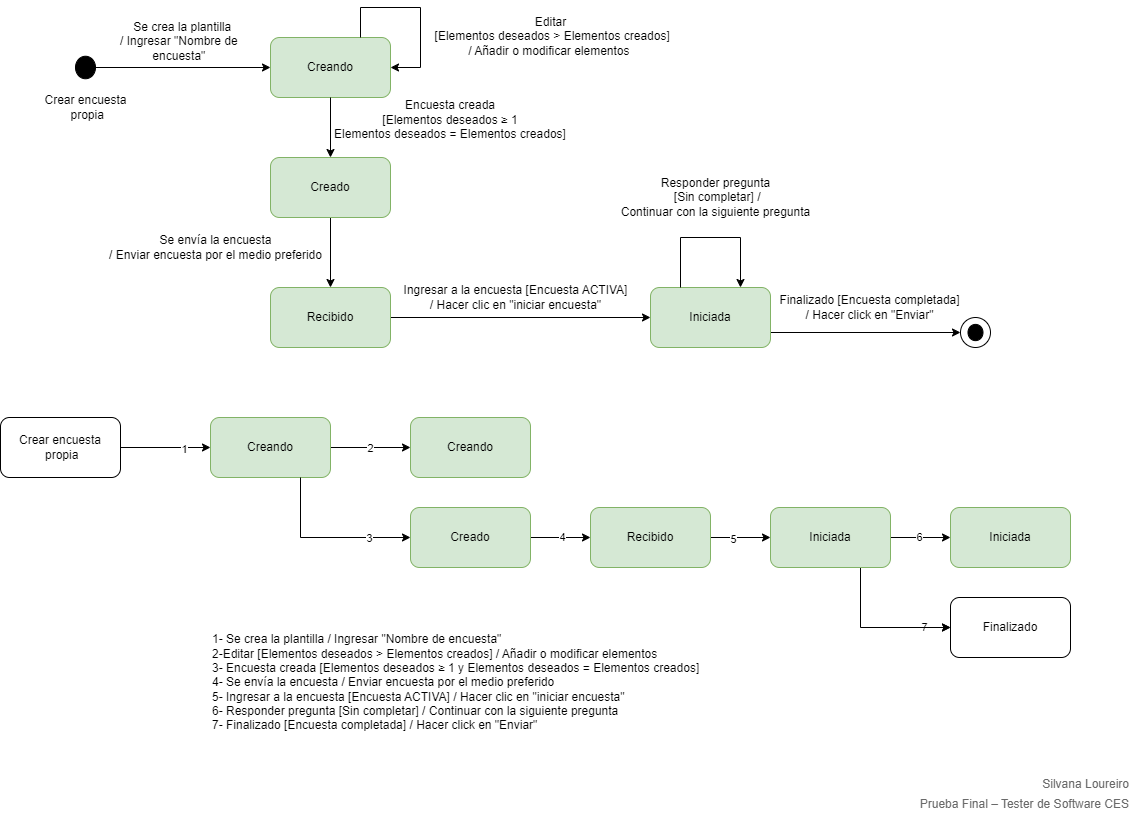 Se crea la plantilla
/ Ingresar "Nombre de
encuesta"
Crear encuesta
propia
Creando
Editar
[Elementos deseados > Elementos creados]
/ Añadir o modificar elementos
Encuesta creada
[Elementos deseados ≥ 1
Elementos deseados = Elementos creados]
Creado
Se envía la encuesta
/ Enviar encuesta por el medio preferido
Recibido
Ingresar a la encuesta [Encuesta ACTIVA]
/ Hacer clic en "iniciar encuesta"
Responder pregunta
[Sin completar] /
Continuar con la siguiente pregunta
Iniciada
Finalizado [Encuesta completada]
/ Hacer click en "Enviar"
Crear encuesta
propia
1
Creando
2
Creando
3
Creado
4
Recibido
5
Iniciada
6
Iniciada
7
Finalizado
1- Se crea la plantilla / Ingresar "Nombre de encuesta"
2-Editar [Elementos deseados > Elementos creados] / Añadir o modificar elementos
3- Encuesta creada [Elementos deseados ≥ 1 y Elementos deseados = Elementos creados]
4- Se envía la encuesta / Enviar encuesta por el medio preferido
5- Ingresar a la encuesta [Encuesta ACTIVA] / Hacer clic en "iniciar encuesta"
6- Responder pregunta [Sin completar] / Continuar con la siguiente pregunta
7- Finalizado [Encuesta completada] / Hacer click en "Enviar"
Silvana Loureiro
Prueba Final – Tester de Software CES